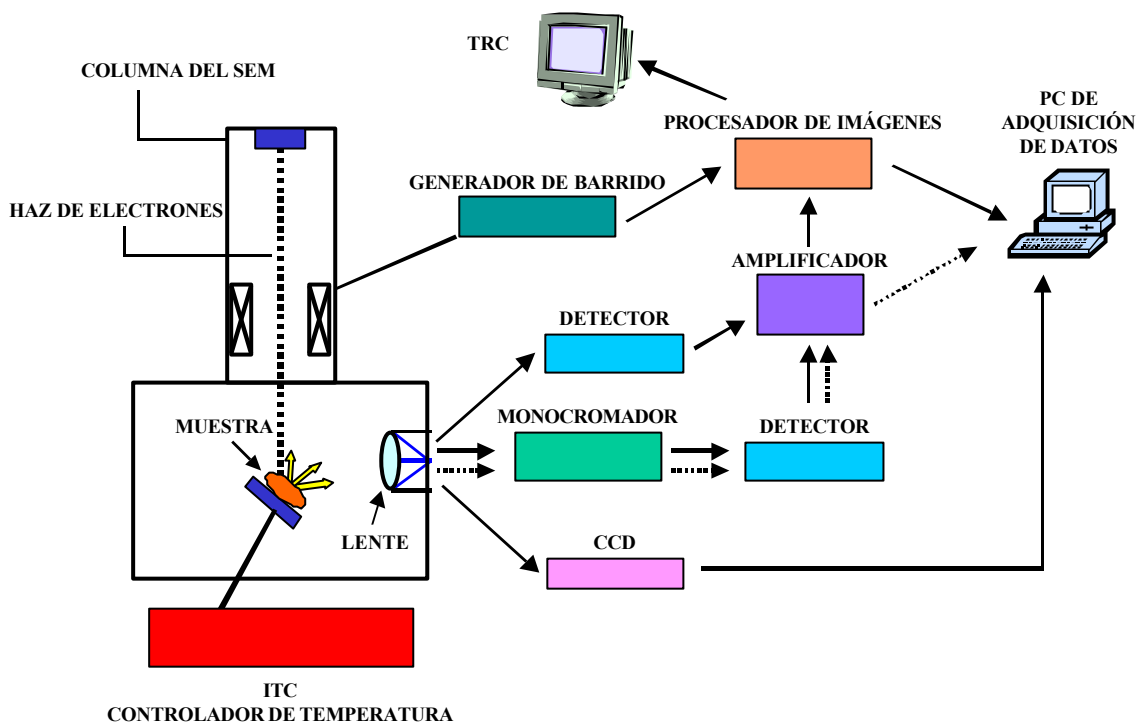 TRC
COLUMNA DEL SEM
PC DE
ADQUISICIÓN
DE DATOS
PROCESADOR DE IMÁGENES
GENERADOR DE BARRIDO
HAZ DE ELECTRONES
AMPLIFICADOR
DETECTOR
MUESTRA
MONOCROMADOR
DETECTOR
LENTE
CCD
ITC
CONTROLADOR DE TEMPERATURA